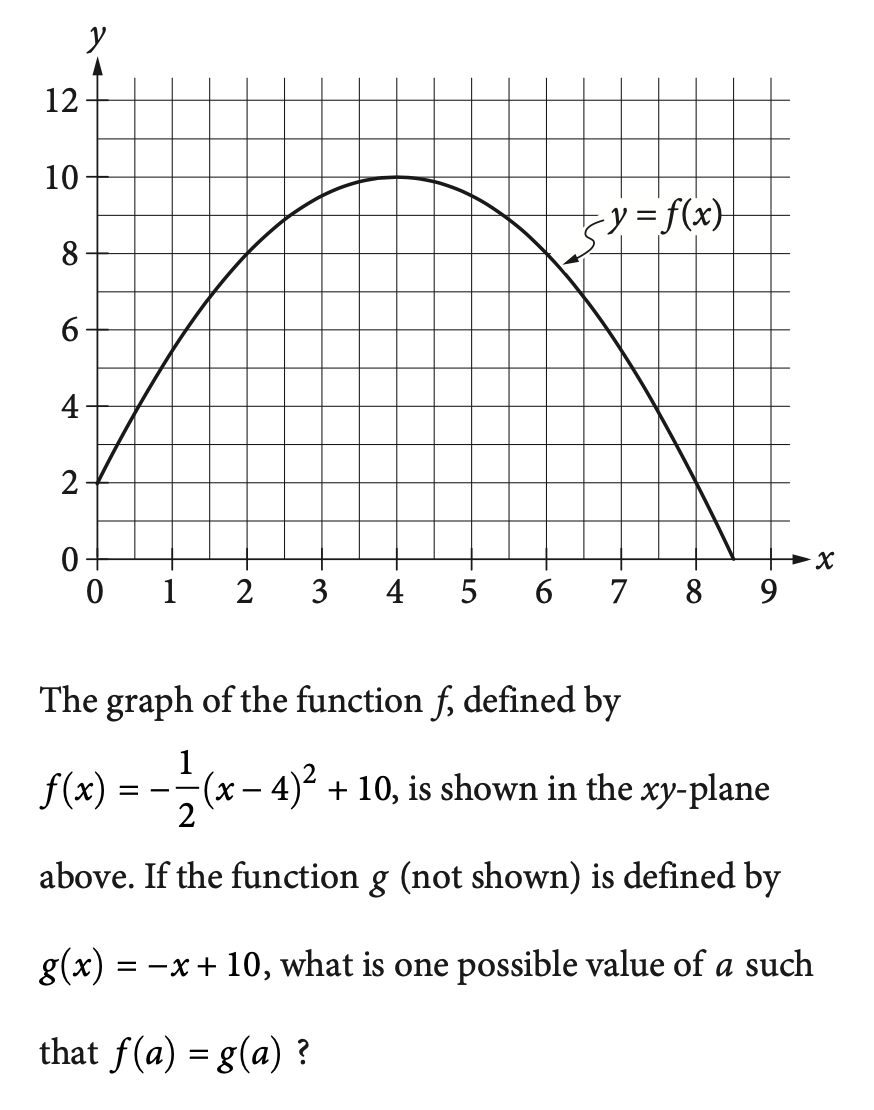 y
12
10
y = f(x)
8
6
4
2
0
x
0 1 2 3 4 5 6 7 8 9
The graph of the function f, defined by
f(x) = -\frac{1}{2}(x - 4)^2 + 10, is shown in the xy-plane
above. If the function g (not shown) is defined by
g(x) = -x + 10, what is one possible value of a such
that f(a) = g(a) ?